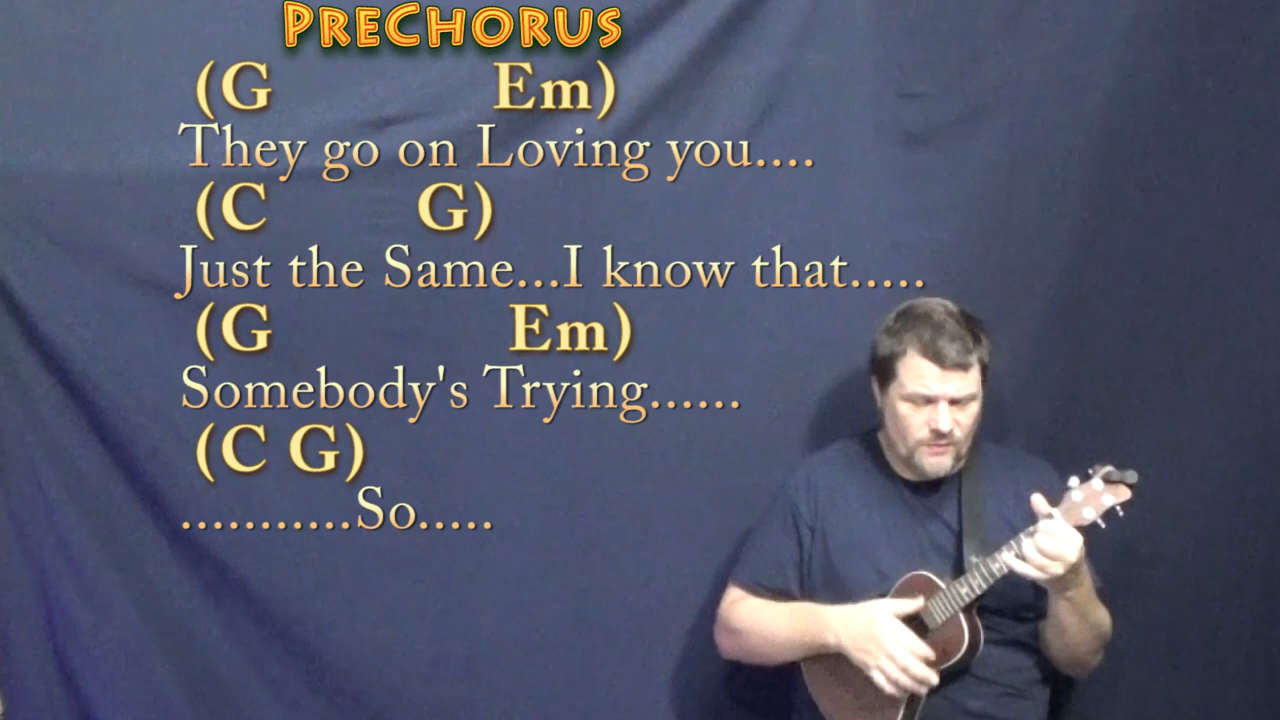 PreChorus
(G Em)
They go on Loving you....
(C G)
Just the Same...I know that.....
(G Em)
Somebody's Trying......
(C G)
...........So.....